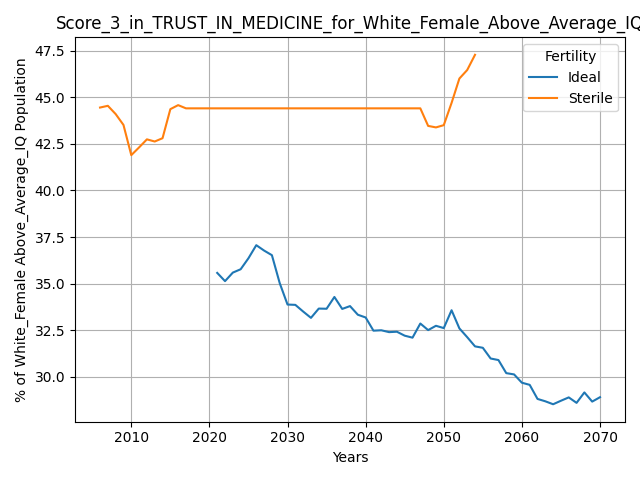 Score_3_in_TRUST_IN_MEDICINE_for_White_Female_Above_Average_IQ
Fertility
Ideal
Sterile
% of White_Female Above_Average_IQ Population
47.5
45.0
42.5
40.0
37.5
35.0
32.5
30.0
2010 2020 2030 2040 2050 2060 2070
Years